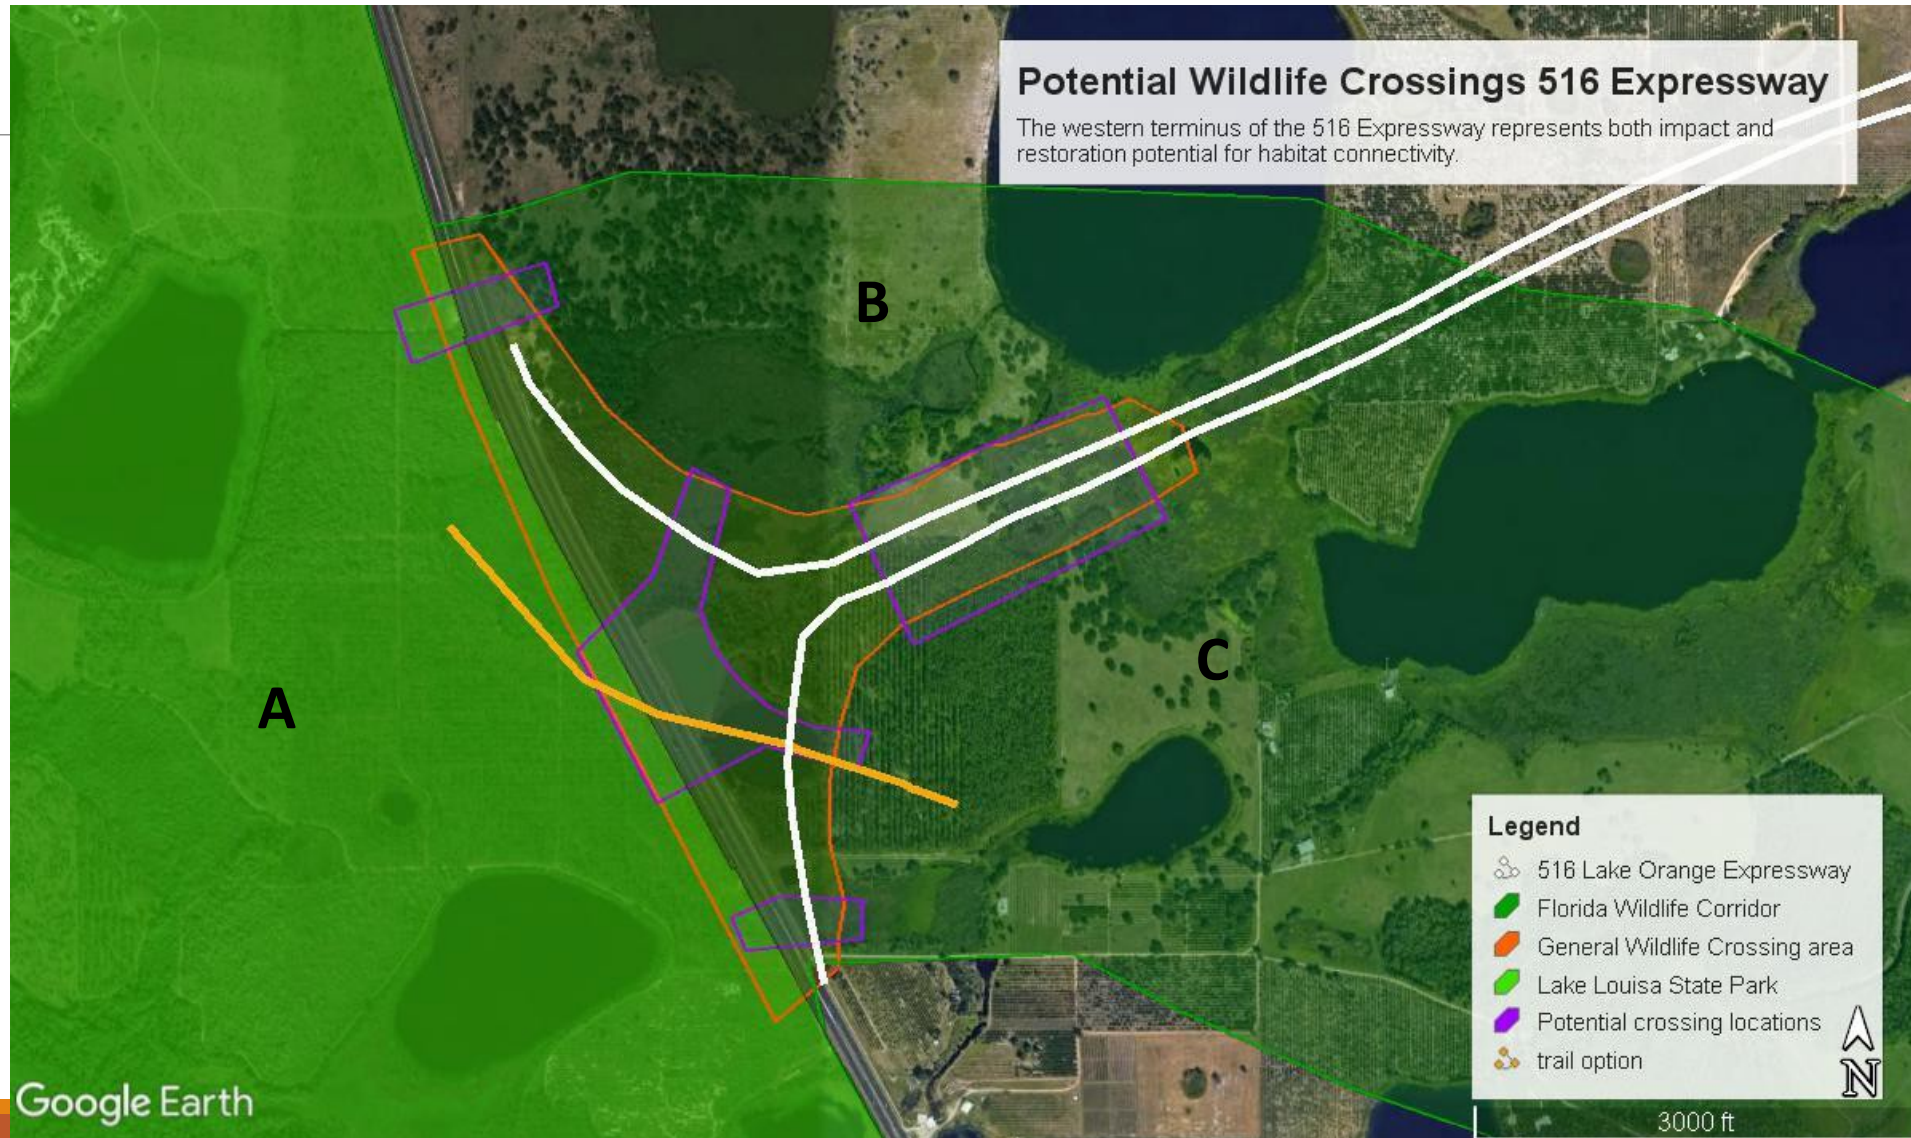 Potential Wildlife Crossings 516 Expressway
The western terminus of the 516 Expressway represents both impact and
restoration potential for habitat connectivity.
B
C
A
Legend
516 Lake Orange Expressway
Florida Wildlife Corridor
General Wildlife Crossing area
Lake Louisa State Park
Potential crossing locations
trail option
N
Google Earth
3000 ft